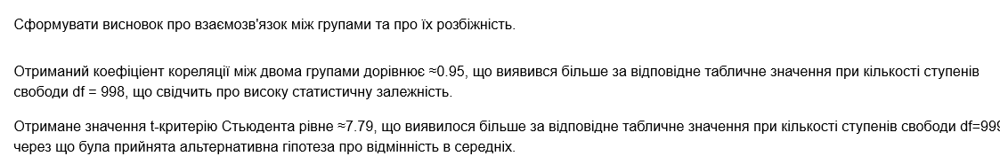 Сформувати висновок про взаємозв'язок між групами та про їх розбіжність.
Отриманий коефіцієнт кореляції між двома групами дорівнює ≈0.95, що виявився більше за відповідне табличне значення при кількості ступенів
свободи df = 998, що свідчить про високу статистичну залежність.
Отримане значення t-критерію Стьюдента рівне ≈7.79, що виявилося більше за відповідне табличне значення при кількості ступенів свободи df=999
через що була прийнята альтернативна гіпотеза про відмінність в середніх.